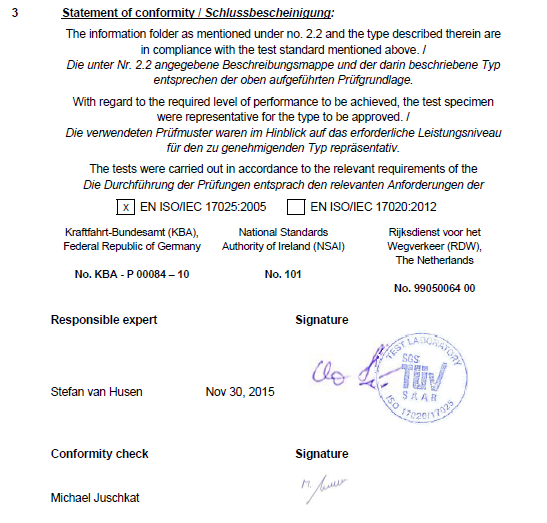 3 Statement of conformity / Schlussbescheinigung:
The information folder as mentioned under no. 2.2 and the type described therein are
in compliance with the test standard mentioned above. /
Die unter Nr. 2.2 angegebene Beschreibungsmappe und der darin beschriebene Typ
entsprechen der oben aufgeführten Prüfgrundlage.
With regard to the required level of performance to be achieved, the test specimen
were representative for the type to be approved. /
Die verwendeten Prüfmuster waren im Hinblick auf das erforderliche Leistungsniveau
für den zu genehmigenden Typ repräsentativ.
The tests were carried out in accordance to the relevant requirements of the
Die Durchführung der Prüfungen entsprach den relevanten Anforderungen der
x EN ISO/IEC 17025:2005 EN ISO/IEC 17020:2012
Kraftfahrt-Bundesamt (KBA), National Standards Rijksdienst voor het
Federal Republic of Germany Authority of Ireland (NSAI) Wegverkeer (RDW),
The Netherlands
No. KBA - P 00084 – 10 No. 101
No. 99050064 00
Responsible expert Signature
TEST LABORATORY
SGS
TÜV
SAAR
ISO 17020/17025
Stefan van Husen Nov 30, 2015
Conformity check Signature
Michael Juschkat